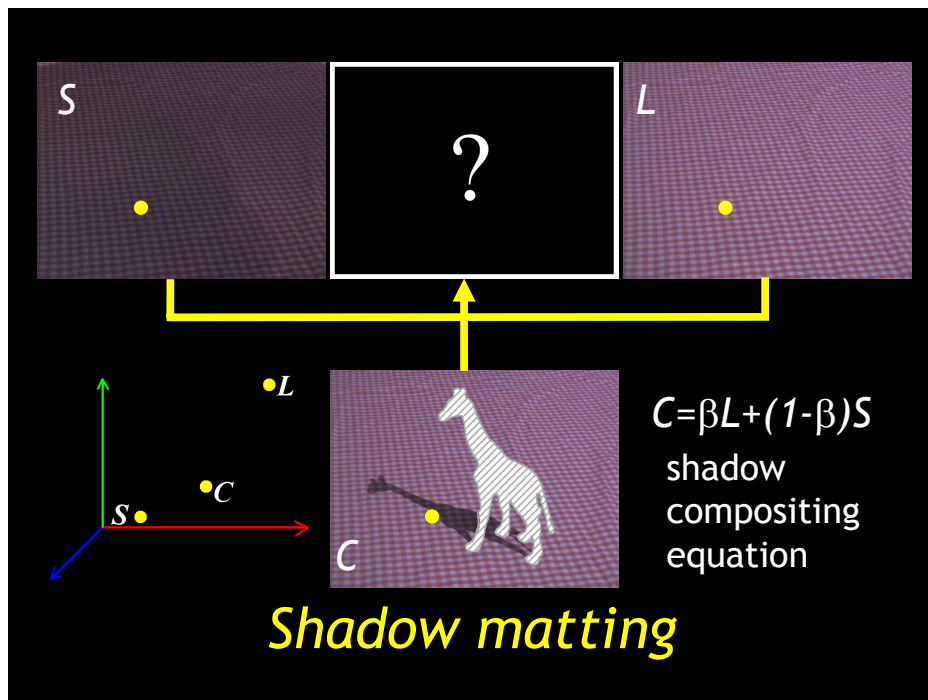 S
?
L
L
C
S
C
C=βL+(1-β)S
shadow
compositing
equation
Shadow matting